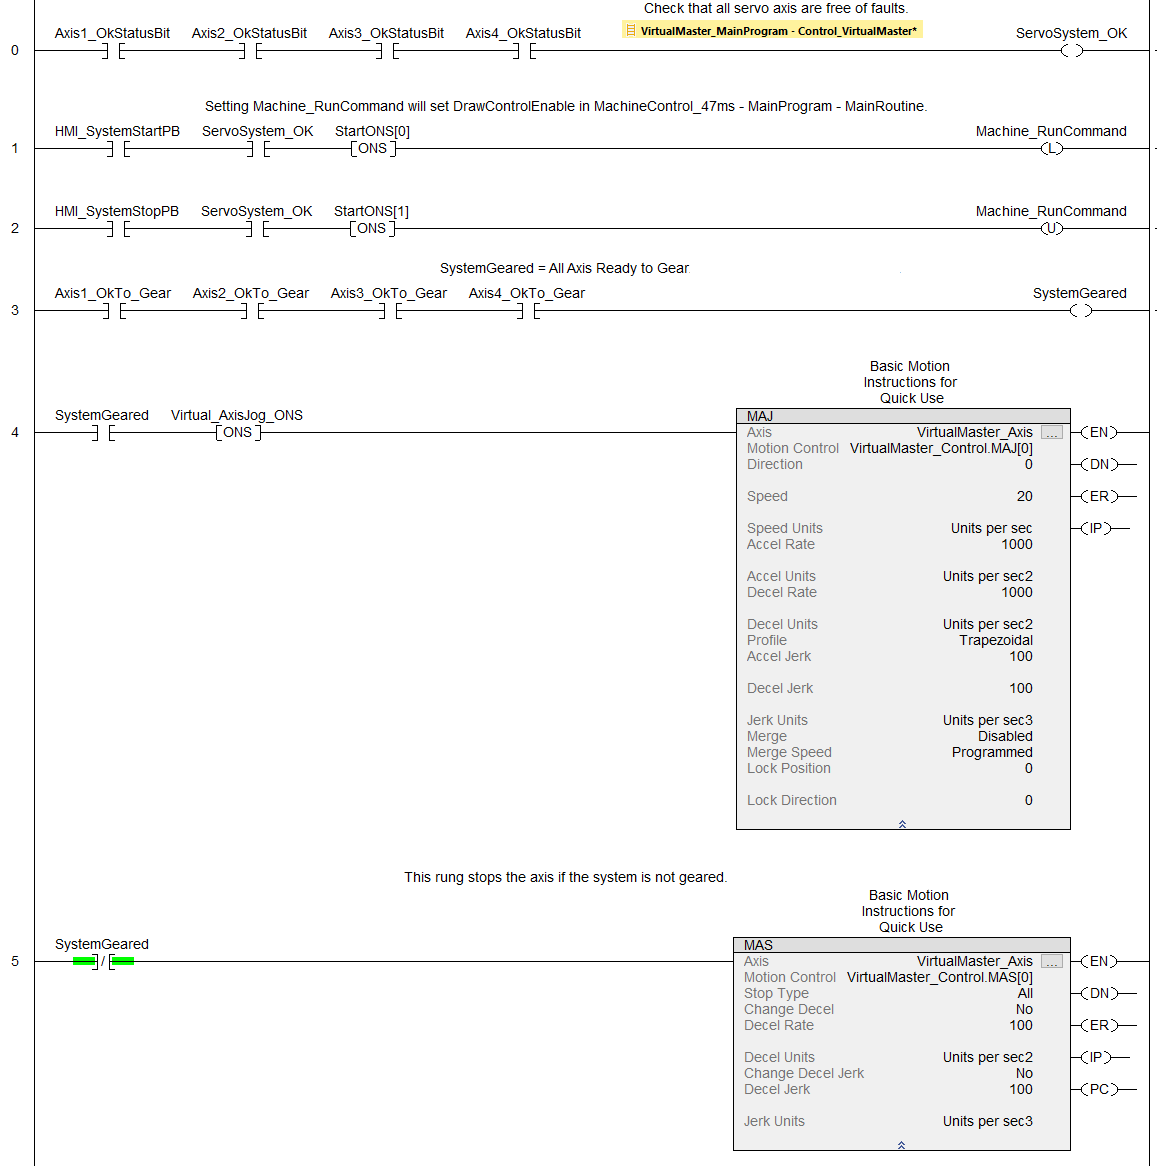 Check that all servo axis are free of faults.
VirtualMaster_MainProgram - Control_VirtualMaster*
Axis1_OkStatusBit Axis2_OkStatusBit Axis3_OkStatusBit Axis4_OkStatusBit ServoSystem_OK
0
Setting Machine_RunCommand will set DrawControlEnable in MachineControl_47ms - MainProgram - MainRoutine.
HMI_SystemStartPB ServoSystem_OK StartONS[0] Machine_RunCommand
1 ONS L
HMI_SystemStopPB ServoSystem_OK StartONS[1] Machine_RunCommand
2 ONS U
SystemGeared = All Axis Ready to Gear
Axis1_OkTo_Gear Axis2_OkTo_Gear Axis3_OkTo_Gear Axis4_OkTo_Gear SystemGeared
3
Basic Motion
Instructions for
Quick Use
SystemGeared Virtual_AxisJog_ONS MAJ
4 ONS Axis VirtualMaster_Axis ... EN
Motion Control VirtualMaster_Control.MAJ[0]
Direction 0 DN
Speed 20 ER
Speed Units Units per sec IP
Accel Rate 1000
Accel Units Units per sec2
Decel Rate 1000
Decel Units Units per sec2
Profile Trapezoidal
Accel Jerk 100
Decel Jerk 100
Jerk Units Units per sec3
Merge Disabled
Merge Speed Programmed
Lock Position 0
Lock Direction 0
This rung stops the axis if the system is not geared.
Basic Motion
Instructions for
Quick Use
SystemGeared MAS
5 / Axis VirtualMaster_Axis ... EN
Motion Control VirtualMaster_Control.MAS[0]
Stop Type All DN
Change Decel No
Decel Rate 100 ER
Decel Units Units per sec2 IP
Change Decel Jerk No
Decel Jerk 100 PC
Jerk Units Units per sec3